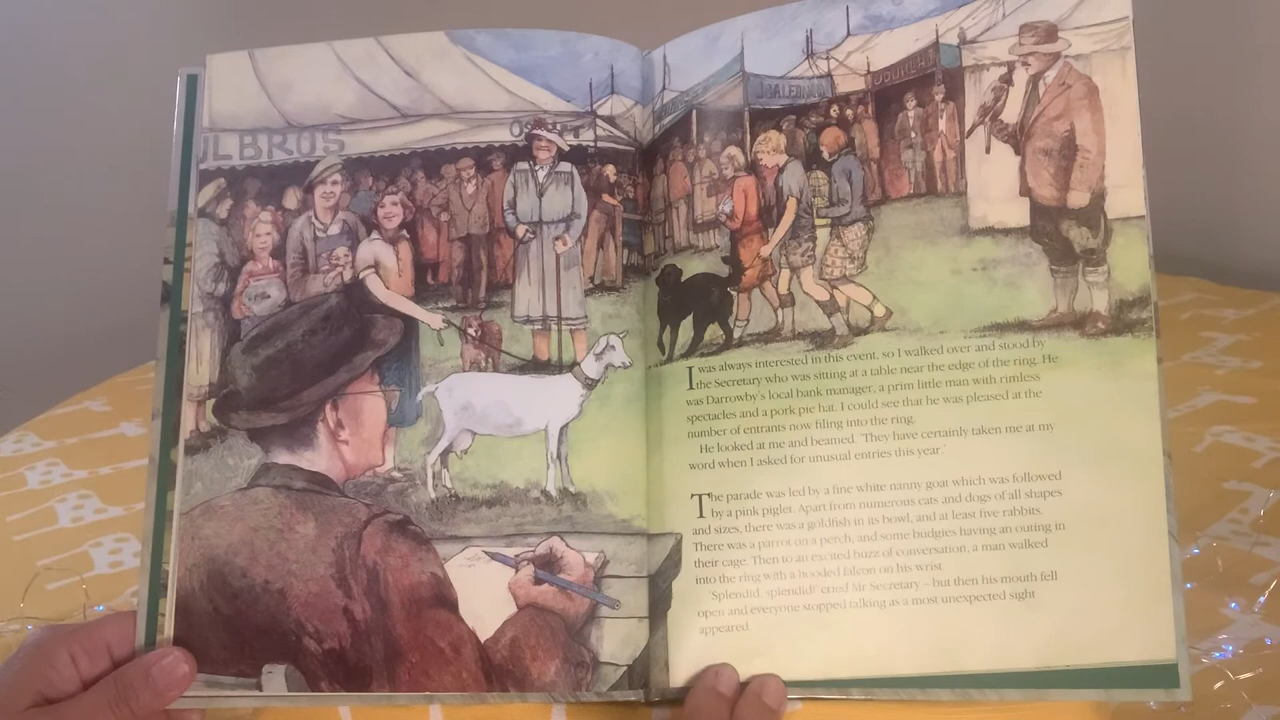 ULBROS
I was always interested in this event, so I walked over and stood by
the Secretary who was sitting at a table near the edge of the ring. He
was Darrowby's local bank manager, a prim little man with rimless
spectacles and a pork pie hat. I could see that he was pleased at the
number of entrants now filing into the ring.
He looked at me and beamed. 'They have certainly taken me at my
word when I asked for unusual entries this year.'
The parade was led by a fine white nanny goat which was followed
by a pink piglet. Apart from numerous cats and dogs of all shapes
and sizes, there was a goldfish in its bowl, and at least five rabbits.
There was a parrot on a perch, and some budgies having an outing in
their cage. Then to an excited buzz of conversation, a man walked
into the ring with a hooded falcon on his wrist.
'Splendid, splendid!' cried Mr Secretary – but then his mouth fell
open and everyone stopped talking as a most unexpected sight
appeared.